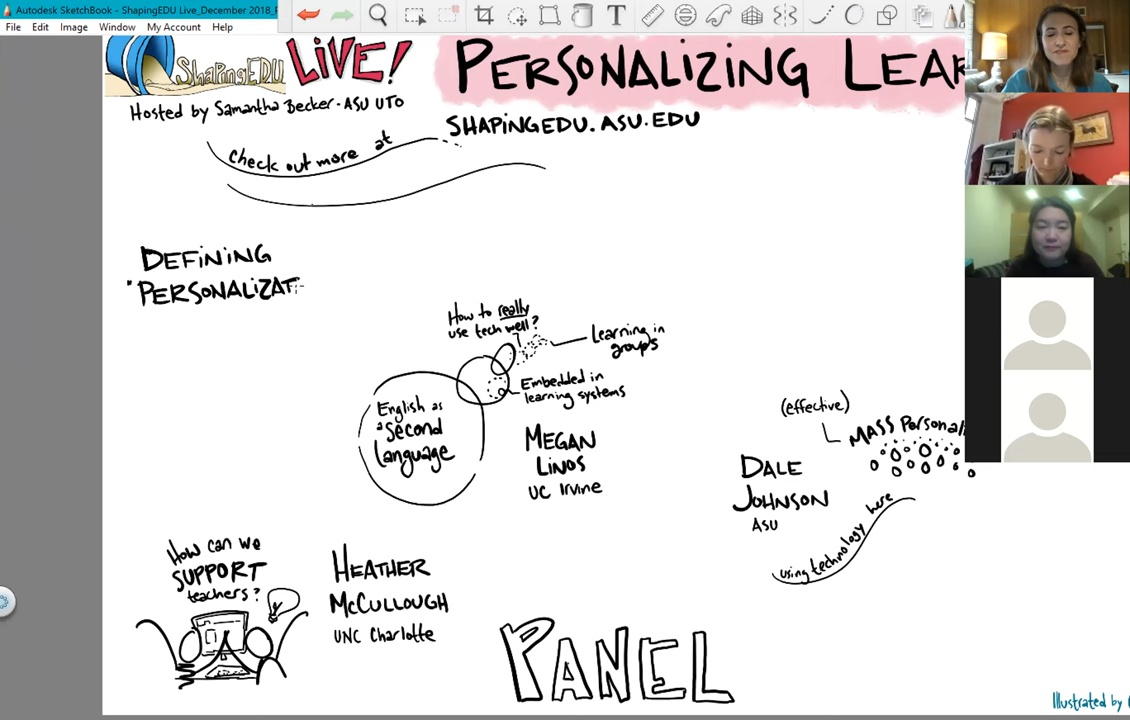 Autodesk SketchBook - ShapingEDU Live_December 2018_
File Edit Image Window My Account Help
ShapingEDU LiVE!
PERSONALIZING LEAR
Hosted by Samantha Becker - ASU UTO
SHAPINGEDU.ASU.EDU
check out more at
DEFINING
"PERSONALIZAT
How to really
use tech well?
Learning in
groups
Embedded in
learning systems
English as
a second
language
MEGAN
LINOS
UC Irvine
(effective)
MASS Personal
DALE
JOHNSON
ASU
using technology here
How can we
SUPPORT
teachers?
HEATHER
McCULLOUGH
UNC Charlotte
PANEL
Illustrated by